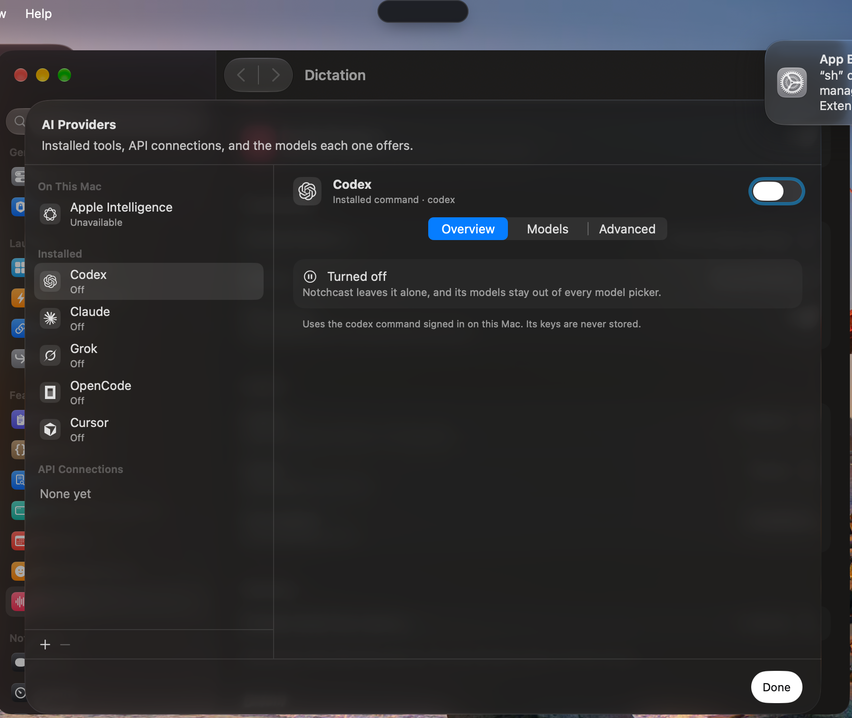 Help
Dictation
App
"sh"
AI Providers
Installed tools, API connections, and the models each one offers.
On This Mac
Apple Intelligence
Unavailable
Installed
Codex
Off
Claude
Off
Grok
Off
OpenCode
Off
Cursor
Off
API Connections
None yet
Codex
Installed command · codex
Overview Models Advanced
Turned off
Notchcast leaves it alone, and its models stay out of every model picker.
Uses the codex command signed in on this Mac. Its keys are never stored.
Done